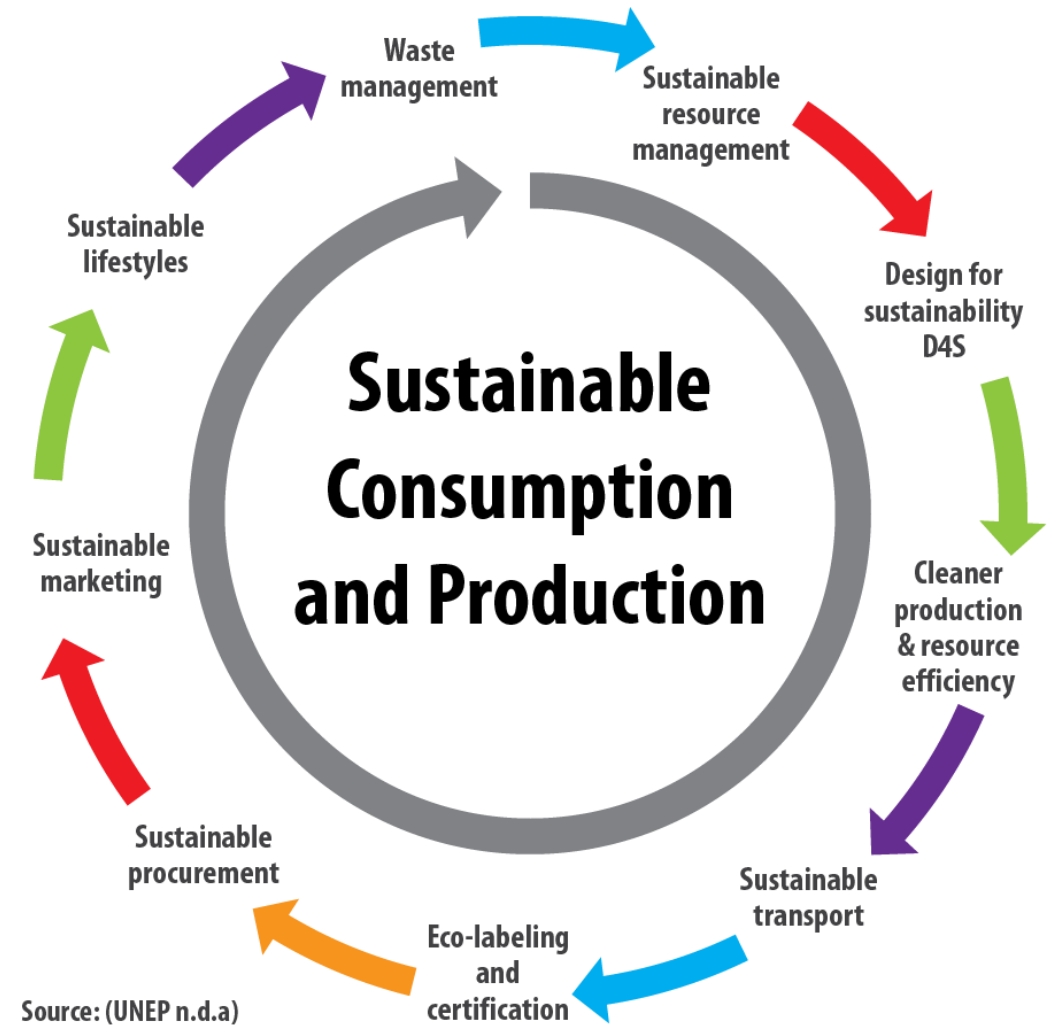 Waste
management
Sustainable
resource
management
Design for
sustainability
D4S
Cleaner
production
& resource
efficiency
Sustainable
transport
Eco-labeling
and
certification
Sustainable
procurement
Sustainable
marketing
Sustainable
lifestyles
Sustainable
Consumption
and Production
Source: (UNEP n.d.a)